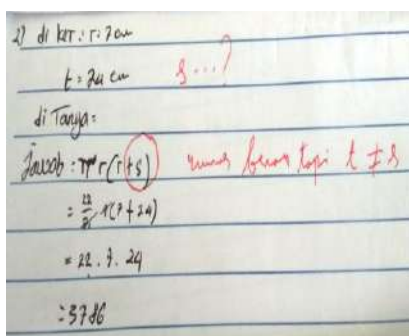 2) di ket: r: 7 cm
t = 24 cm s...?
di Tanya:
Jawab: πr(r+s) rumus benar tapi t ≠ s
= 22/7 . 7(7+24)
= 22 . 7 . 24
= 3786